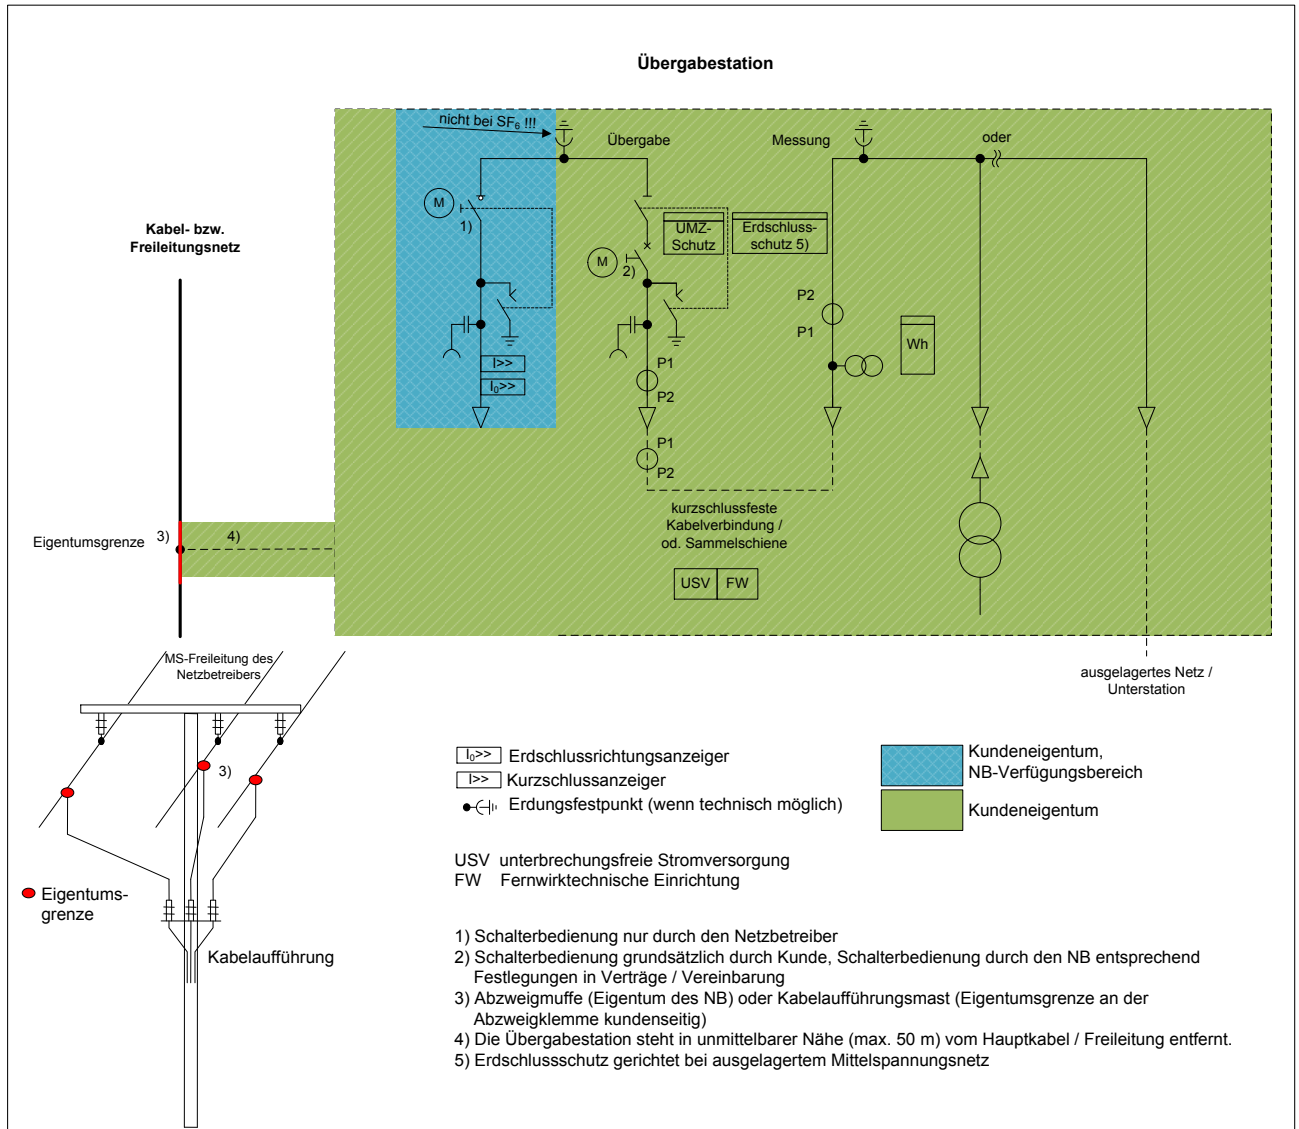 Übergabestation
nicht bei SF6 !!!
Übergabe
Messung
oder
M
1)
UMZ-
Schutz
Erdschluss-
schutz 5)
M
2)
Kabel- bzw.
Freileitungsnetz
P2
P1
Wh
I>>
I0>>
P1
P2
P1
P2
kurzschlussfeste
Kabelverbindung /
od. Sammelschiene
USV
FW
Eigentumsgrenze
3)
4)
MS-Freileitung des
Netzbetreibers
ausgelagertes Netz /
Unterstation
3)
Eigentums-
grenze
Kabelaufführung
I0>> Erdschlussrichtungsanzeiger
I>> Kurzschlussanzeiger
Erdungsfestpunkt (wenn technisch möglich)
Kundeneigentum,
NB-Verfügungsbereich
Kundeneigentum
USV unterbrechungsfreie Stromversorgung
FW Fernwirktechnische Einrichtung
1) Schalterbedienung nur durch den Netzbetreiber
2) Schalterbedienung grundsätzlich durch Kunde, Schalterbedienung durch den NB entsprechend
Festlegungen in Verträge / Vereinbarung
3) Abzweigmuffe (Eigentum des NB) oder Kabelaufführungsmast (Eigentumsgrenze an der
Abzweigklemme kundenseitig)
4) Die Übergabestation steht in unmittelbarer Nähe (max. 50 m) vom Hauptkabel / Freileitung entfernt.
5) Erdschlussschutz gerichtet bei ausgelagertem Mittelspannungsnetz